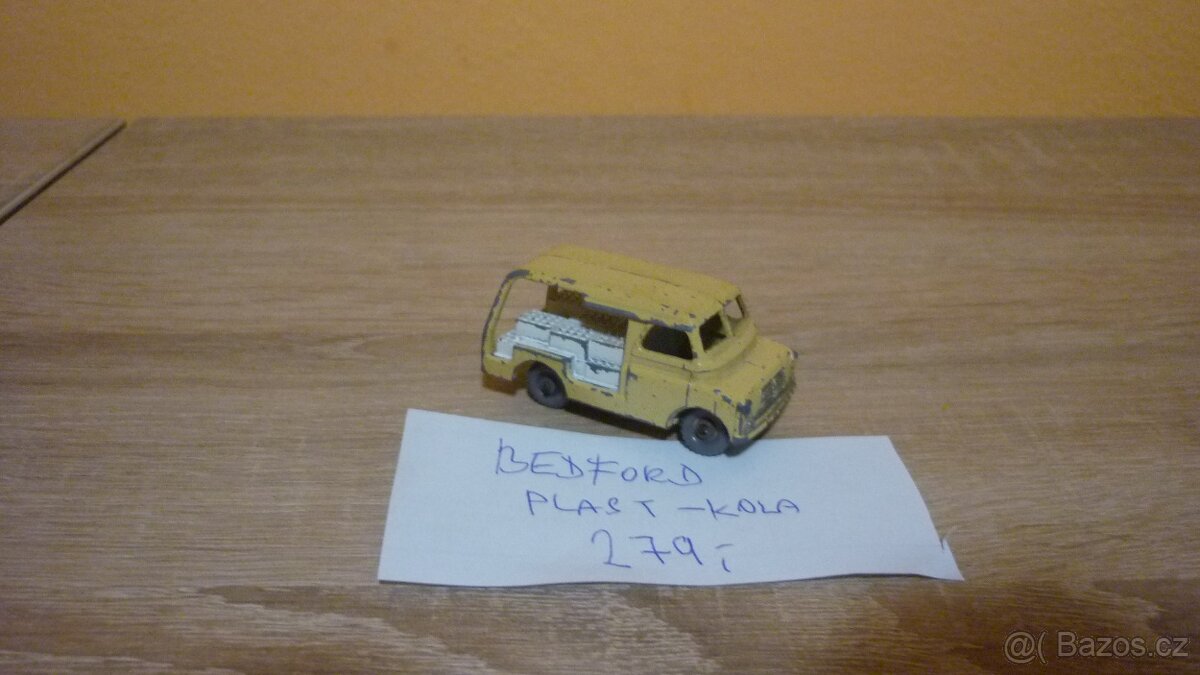 BEDFORD
PLAST-KOLA
279,-
@( Bazos.cz